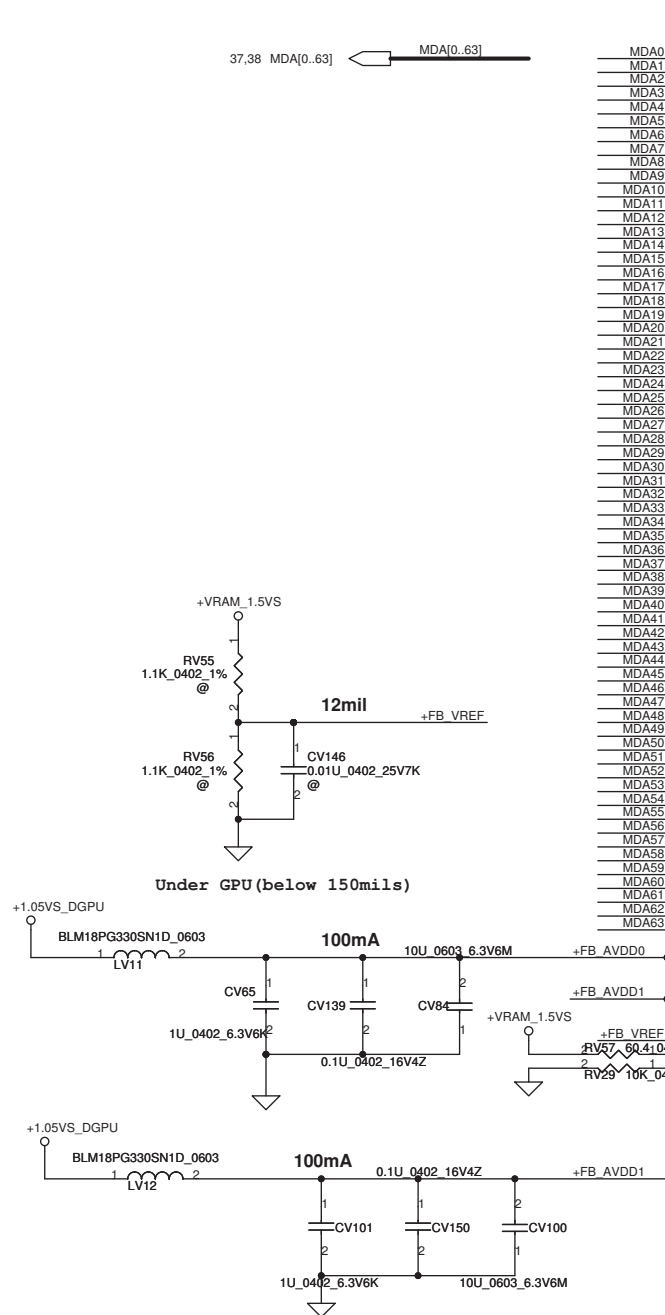 37,38 MDA[0..63] MDA[0..63]
MDA0
MDA1
MDA2
MDA3
MDA4
MDA5
MDA6
MDA7
MDA8
MDA9
MDA10
MDA11
MDA12
MDA13
MDA14
MDA15
MDA16
MDA17
MDA18
MDA19
MDA20
MDA21
MDA22
MDA23
MDA24
MDA25
MDA26
MDA27
MDA28
MDA29
MDA30
MDA31
MDA32
MDA33
MDA34
MDA35
MDA36
MDA37
MDA38
MDA39
MDA40
MDA41
MDA42
MDA43
MDA44
MDA45
MDA46
MDA47
MDA48
MDA49
MDA50
MDA51
MDA52
MDA53
MDA54
MDA55
MDA56
MDA57
MDA58
MDA59
MDA60
MDA61
MDA62
MDA63
+VRAM_1.5VS
1
RV55
1.1K_0402_1%
@
2
12mil
+FB_VREF
1
RV56
1.1K_0402_1%
@
2
1
CV146
0.01U_0402_25V7K
@
2
Under GPU(below 150mils)
+1.05VS_DGPU
BLM18PG330SN1D_0603
1 2
LV11
100mA
10U_0603_6.3V6M
+FB_AVDD0
1
CV65
2
1U_0402_6.3V6K
1
CV139
2
0.1U_0402_16V4Z
2
CV84
1
+FB_AVDD1
+VRAM_1.5VS
+FB_VREF
RV57 60.4_04
2 1
RV29 10K_04
2 1
+1.05VS_DGPU
BLM18PG330SN1D_0603
1 2
LV12
100mA
0.1U_0402_16V4Z
+FB_AVDD1
1
CV101
2
1U_0402_6.3V6K
1
CV150
2
2
CV100
1
10U_0603_6.3V6M